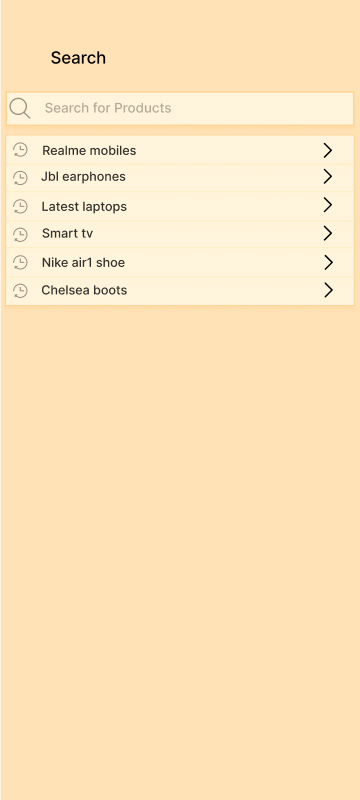 Search
Search for Products
Realme mobiles
Jbl earphones
Latest laptops
Smart tv
Nike air1 shoe
Chelsea boots